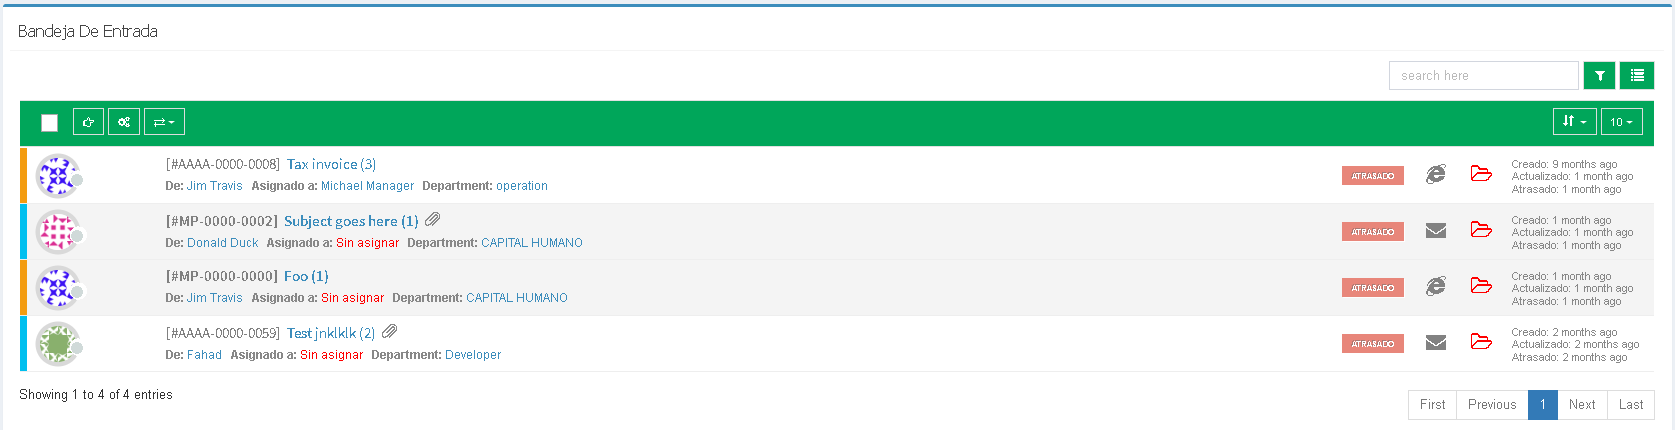 Bandeja De Entrada
search here
10
[#AAAA-0000-0008] Tax invoice (3)
De: Jim Travis Asignado a: Michael Manager Department: operation
ATRASADO
Creado: 9 months ago
Actualizado: 1 month ago
Atrasado: 1 month ago
[#MP-0000-0002] Subject goes here (1)
De: Donald Duck Asignado a: Sin asignar Department: CAPITAL HUMANO
ATRASADO
Creado: 1 month ago
Actualizado: 1 month ago
Atrasado: 1 month ago
[#MP-0000-0000] Foo (1)
De: Jim Travis Asignado a: Sin asignar Department: CAPITAL HUMANO
ATRASADO
Creado: 1 month ago
Actualizado: 1 month ago
Atrasado: 1 month ago
[#AAAA-0000-0059] Test jnklklk (2)
De: Fahad Asignado a: Sin asignar Department: Developer
ATRASADO
Creado: 2 months ago
Actualizado: 2 months ago
Atrasado: 2 months ago
Showing 1 to 4 of 4 entries
First Previous 1 Next Last